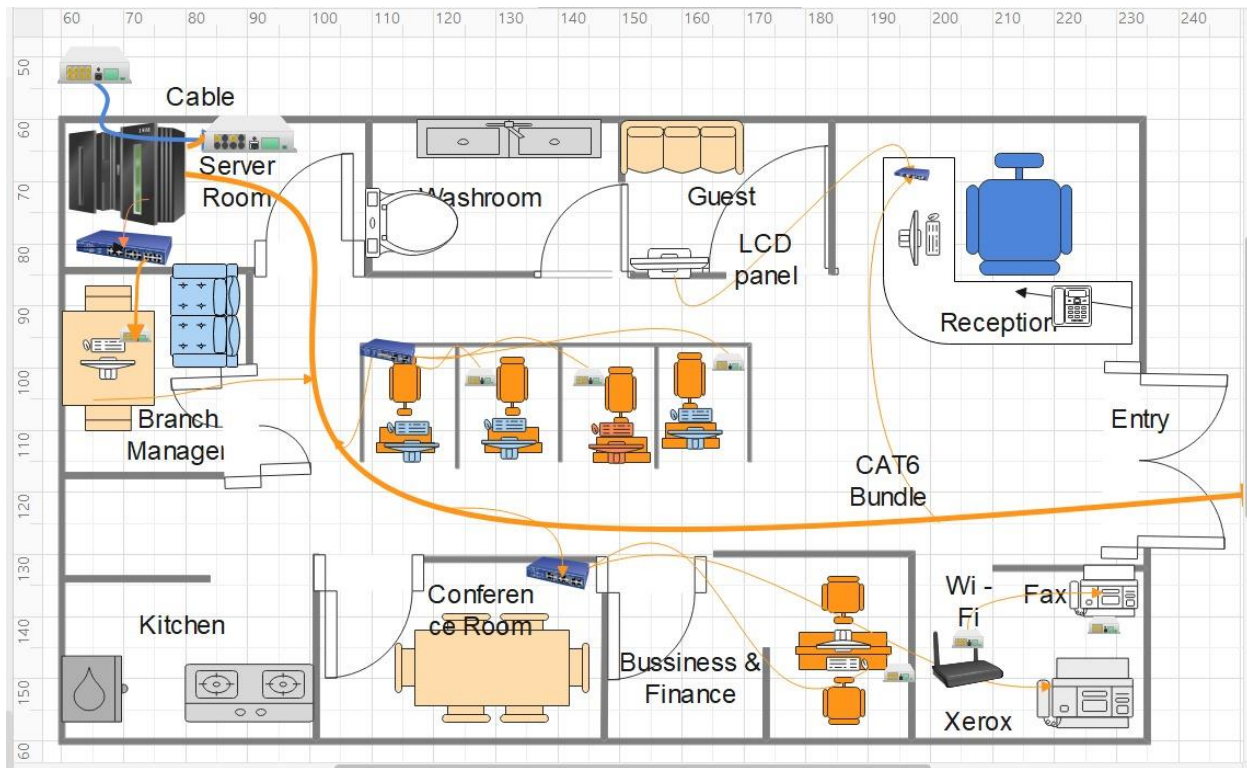 60 70 80 90 100 110 120 130 140 150 160 170 180 190 200 210 220 230 240
50
60
70
80
90
100
110
120
130
140
150
60
Cable
Server
Room
Washroom
Guest
LCD
panel
Reception
Branch
Manager
Entry
CAT6
Bundle
Conferen
ce Room
Kitchen
Bussiness &
Finance
Wi -
Fi
Fax
Xerox